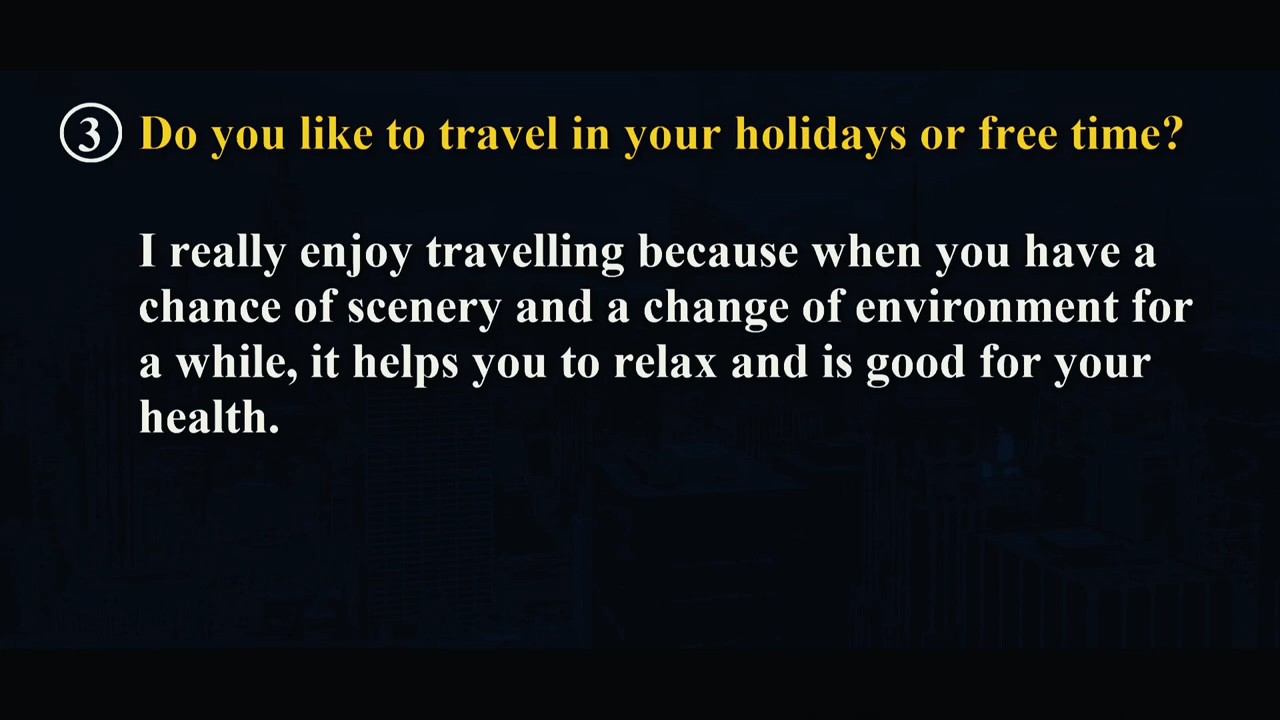 3 Do you like to travel in your holidays or free time?
I really enjoy travelling because when you have a
chance of scenery and a change of environment for
a while, it helps you to relax and is good for your
health.